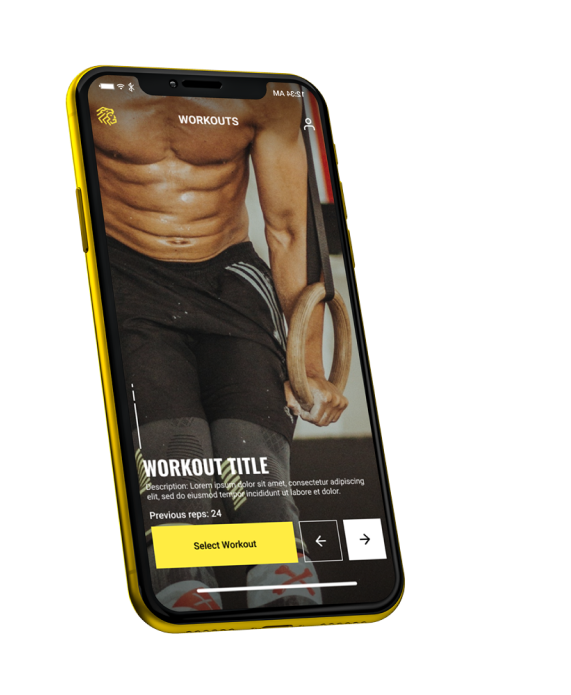 12:34 AM
WORKOUTS
WORKOUT TITLE
Description: Lorem ipsum dolor sit amet, consectetur adipiscing
elit, sed do eiusmod tempor incididunt ut labore et dolor.
Previous reps: 24
Select Workout